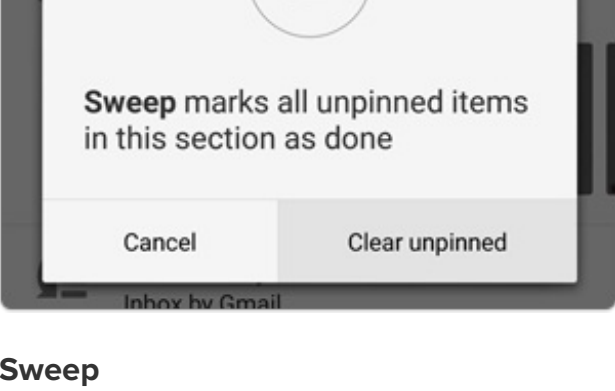 Sweep marks all unpinned items
in this section as done
Cancel
Clear unpinned
Inbox by Gmail
Sweep